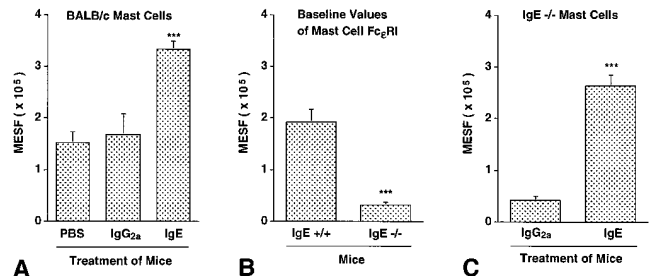 BALB/c Mast Cells
MESF ( x 10⁵)
4
3
2
1
0
***
PBS
IgG2a
IgE
Treatment of Mice
A
Baseline Values
of Mast Cell FcεRI
MESF ( x 10⁵)
4
3
2
1
0
***
IgE +/+
IgE -/-
Mice
B
IgE -/- Mast Cells
MESF ( x 10⁵)
4
3
2
1
0
***
IgG2a
IgE
Treatment of Mice
C